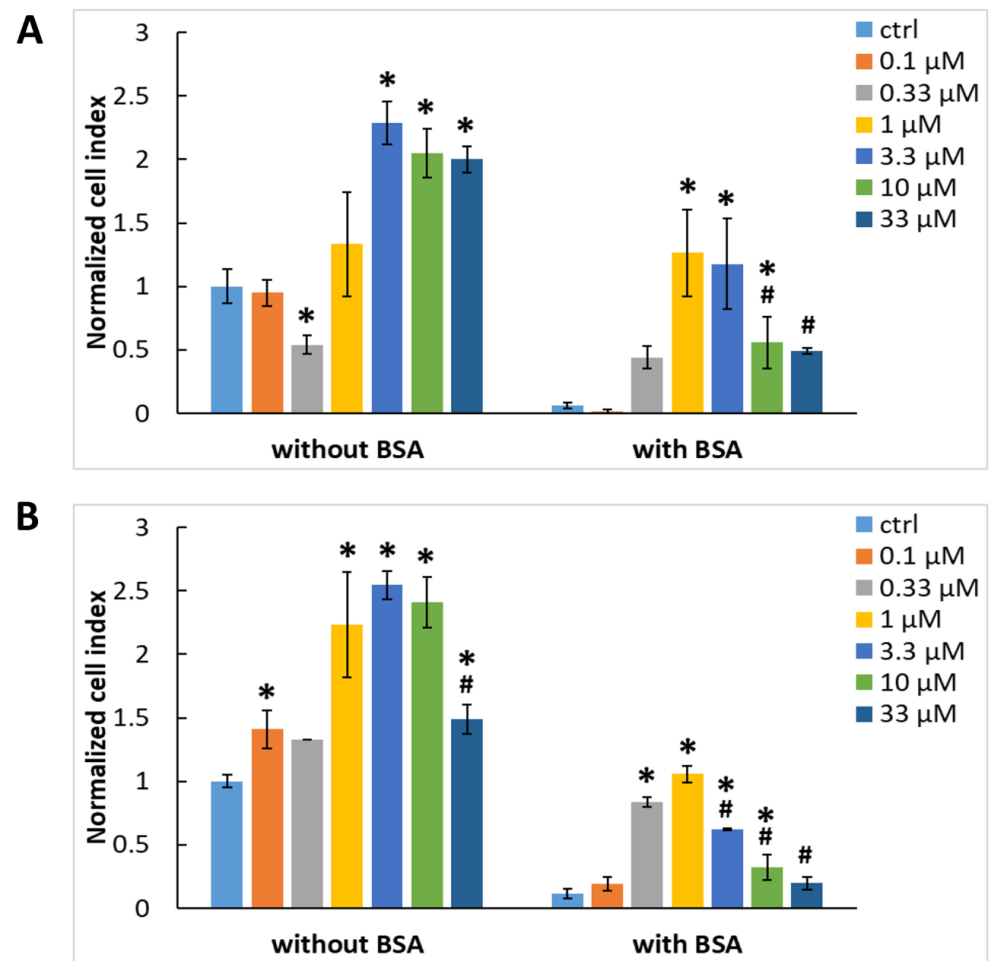 A
Normalized cell index
3
2.5
2
1.5
1
0.5
0
*
*
*
*
*
*
*
#
#
without BSA
with BSA
ctrl
0.1 µM
0.33 µM
1 µM
3.3 µM
10 µM
33 µM
B
Normalized cell index
3
2.5
2
1.5
1
0.5
0
*
*
*
*
*
#
*
*
*
#
*
#
#
without BSA
with BSA
ctrl
0.1 µM
0.33 µM
1 µM
3.3 µM
10 µM
33 µM